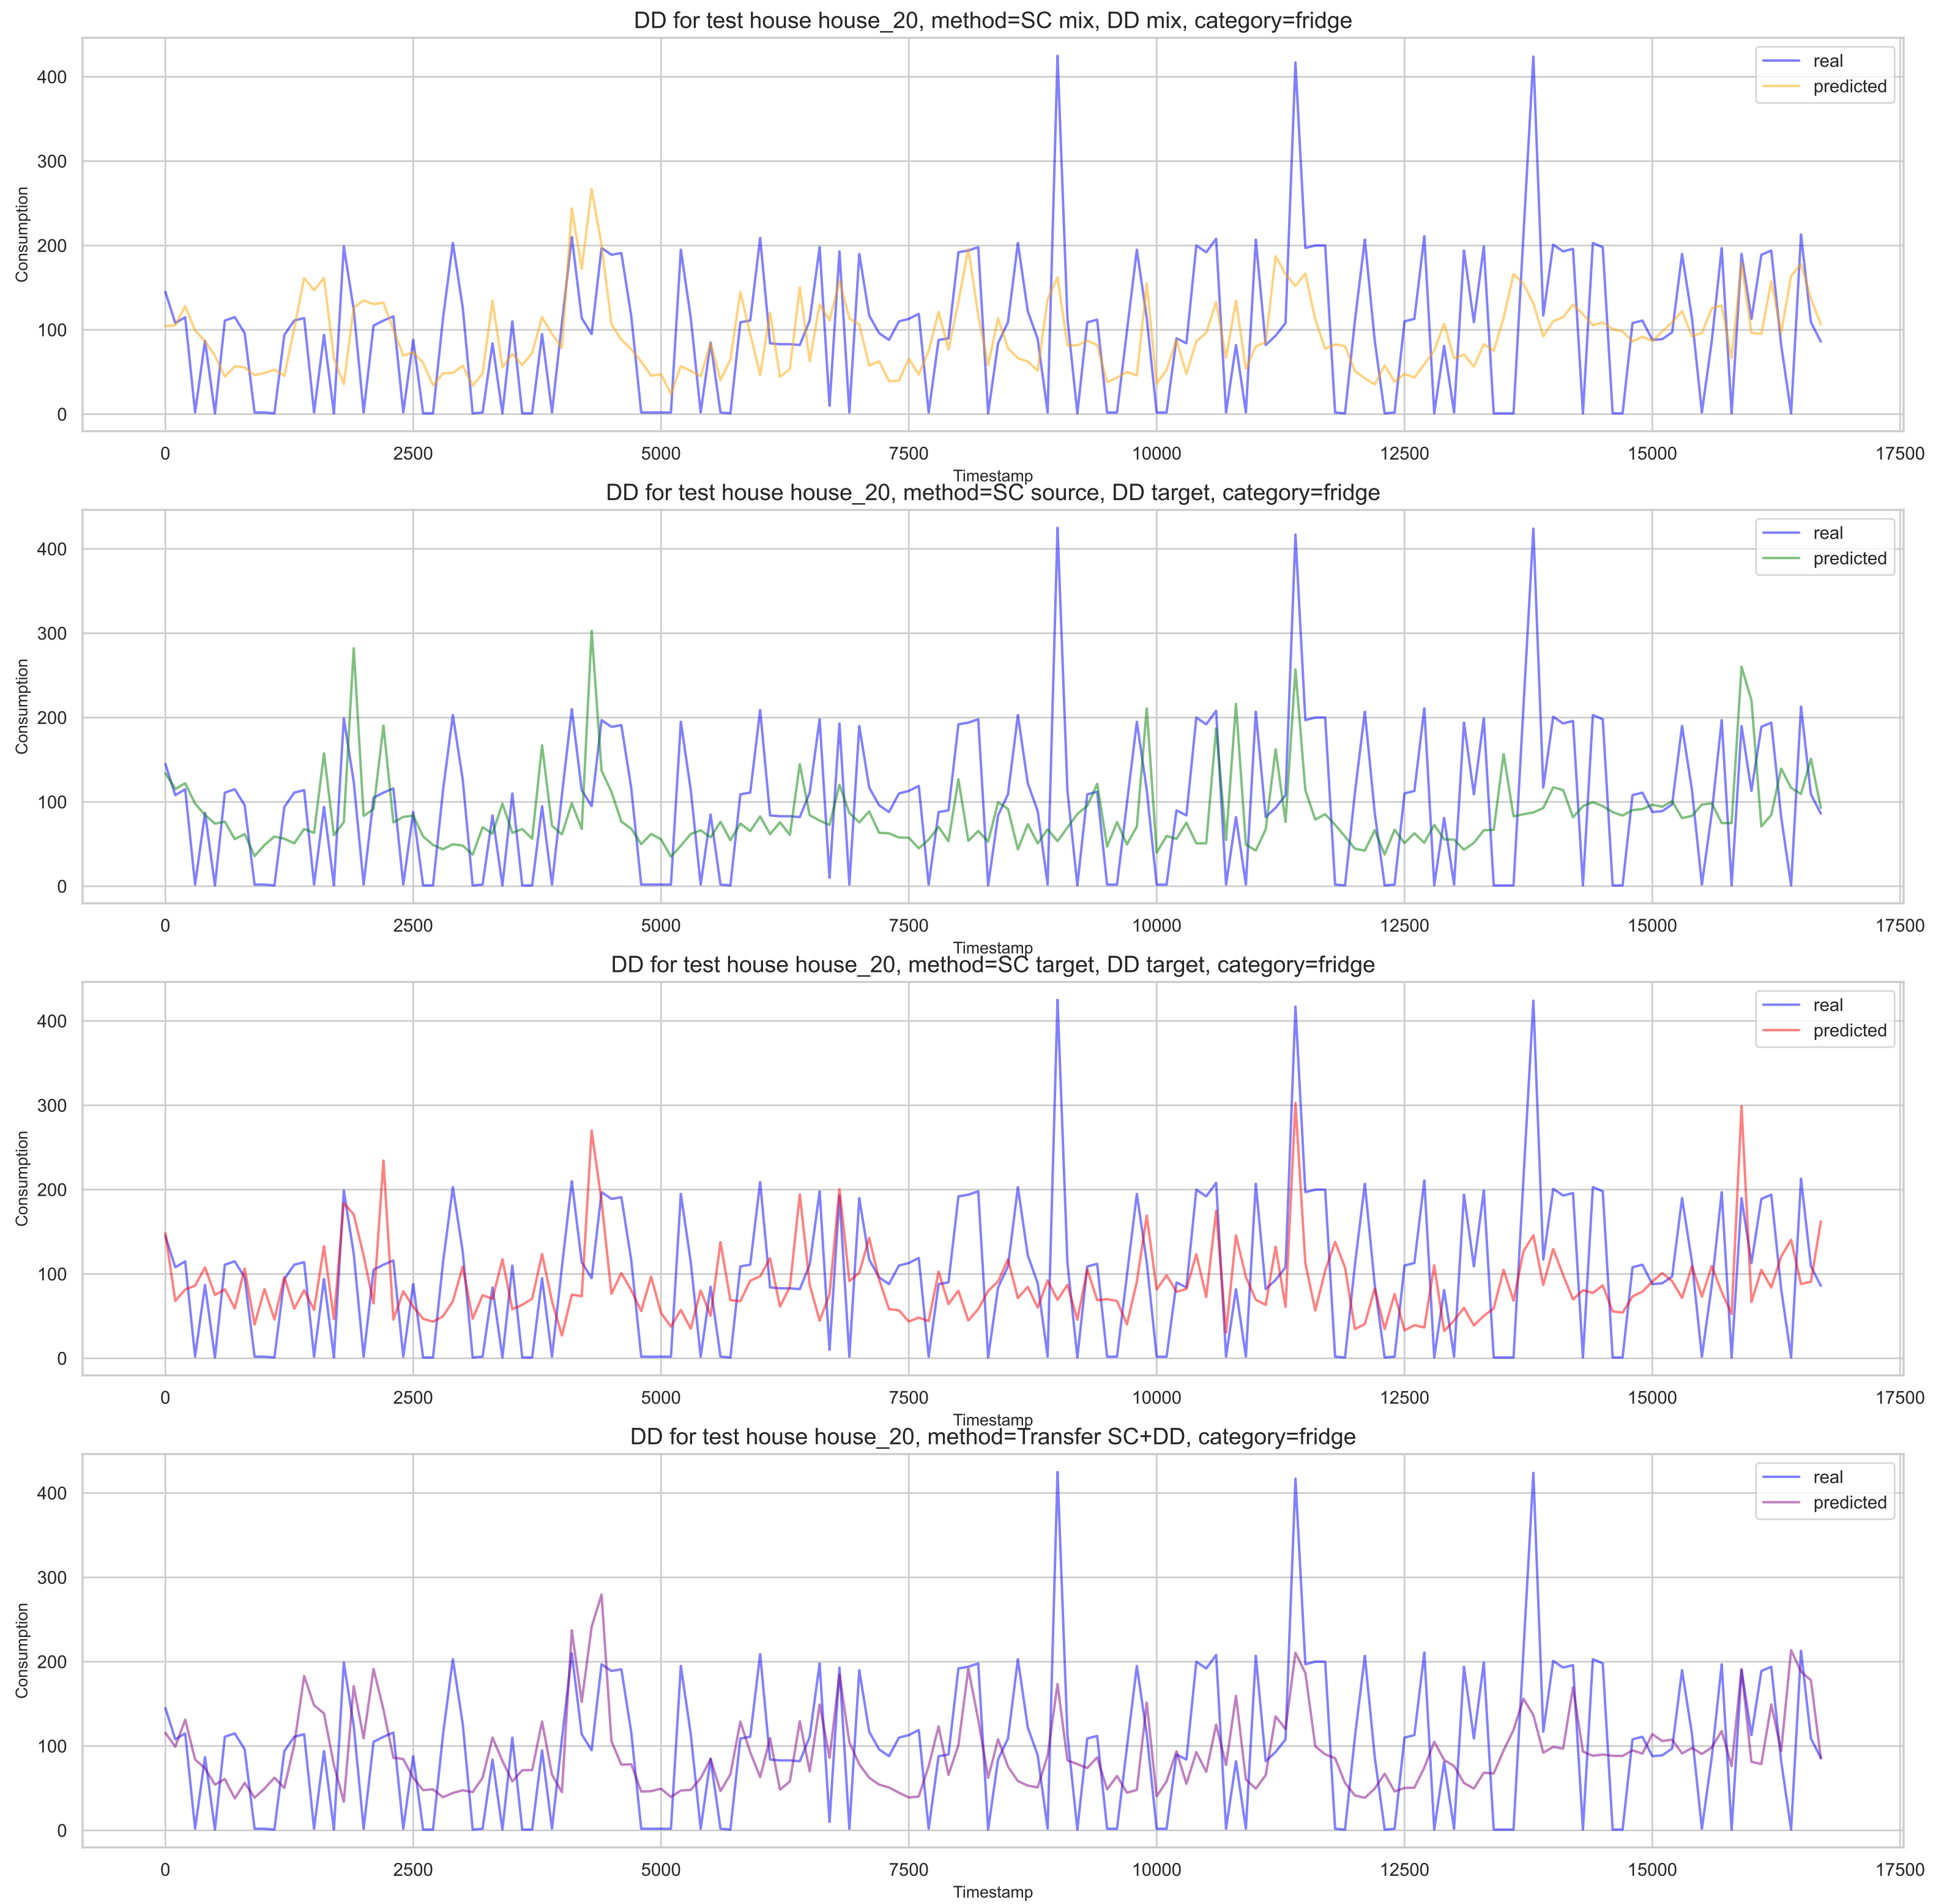 DD for test house house_20, method=SC mix, DD mix, category=fridge
real
predicted
Consumption
400
300
200
100
0
0 2500 5000 7500 10000 12500 15000 17500
Timestamp
DD for test house house_20, method=SC source, DD target, category=fridge
real
predicted
Consumption
400
300
200
100
0
0 2500 5000 7500 10000 12500 15000 17500
Timestamp
DD for test house house_20, method=SC target, DD target, category=fridge
real
predicted
Consumption
400
300
200
100
0
0 2500 5000 7500 10000 12500 15000 17500
Timestamp
DD for test house house_20, method=Transfer SC+DD, category=fridge
real
predicted
Consumption
400
300
200
100
0
0 2500 5000 7500 10000 12500 15000 17500
Timestamp